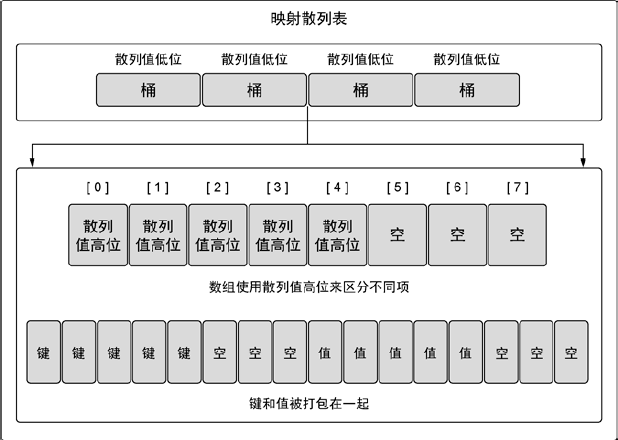 映射散列表
散列值低位 散列值低位 散列值低位 散列值低位
桶 桶 桶 桶
[0] [1] [2] [3] [4] [5] [6] [7]
散列 散列 散列 散列 散列 空 空 空
值高位 值高位 值高位 值高位 值高位
数组使用散列值高位来区分不同项
键 键 键 键 键 空 空 空 值 值 值 值 值 空 空 空
键和值被打包在一起